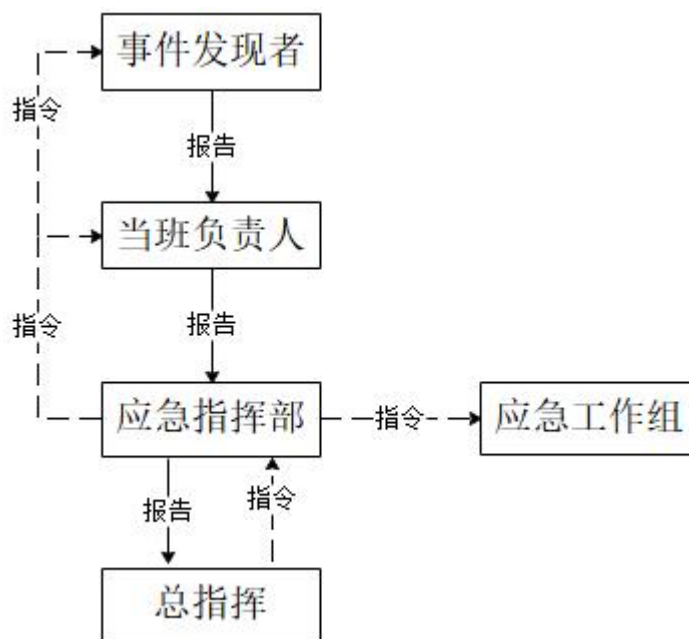 事件发现者
指令
报告
当班负责人
指令
报告
应急指挥部
指令
应急工作组
报告
指令
总指挥